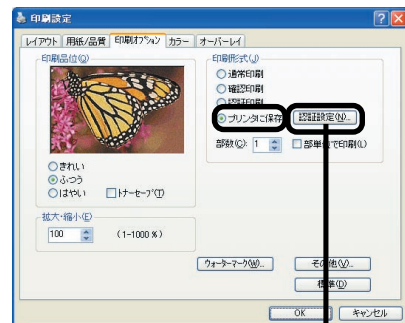 印刷設定
レイアウト 用紙/品質 印刷オプション カラー オーバーレイ
印刷品位(Q)
きれい
ふつう
はやい
トナーセーブ(T)
拡大・縮小(E)
100 (1-1000 %)
印刷形式(J)
通常印刷
確認印刷
認証印刷
プリンタに保存
認証設定(N)...
部数(C): 1
部単位で印刷(L)
ウォーターマーク(W)...
その他(V)...
標準(D)
OK キャンセル